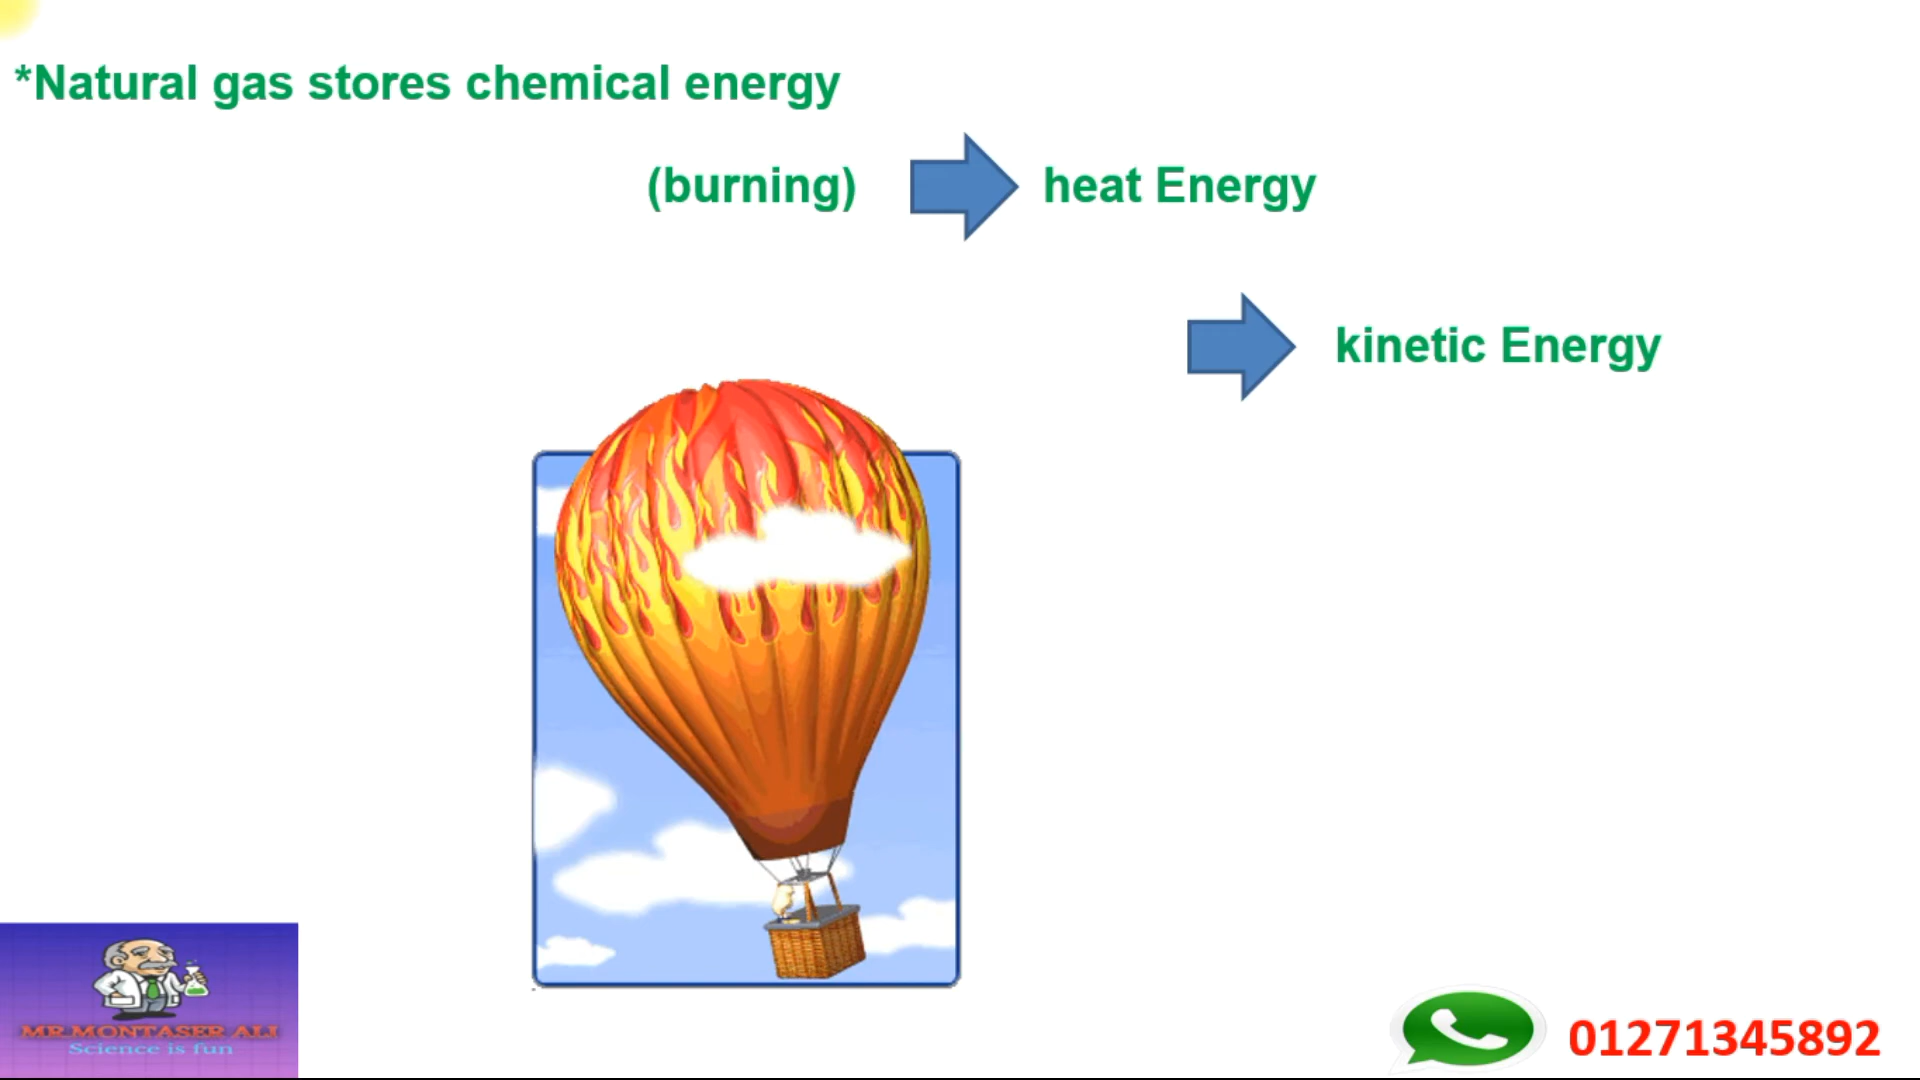 *Natural gas stores chemical energy
(burning) heat Energy
kinetic Energy
MR.MONTASER ALI
Science is fun
01271345892